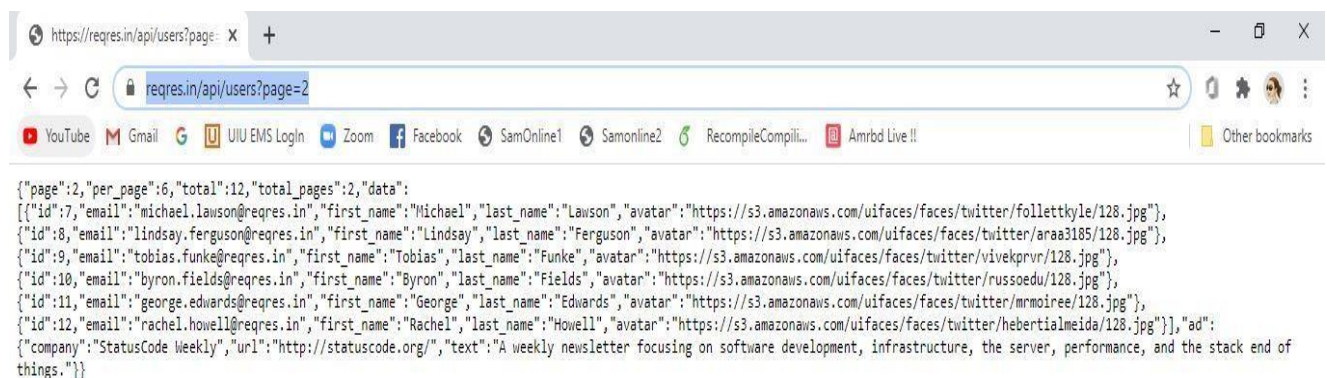 https://reqres.in/api/users?page=
reqres.in/api/users?page=2
YouTube Gmail UIU EMS LogIn Zoom Facebook SamOnline1 Samonline2 RecompileCompili... Amrbd Live !! Other bookmarks
{"page":2,"per_page":6,"total":12,"total_pages":2,"data":
[{"id":7,"email":"michael.lawson@reqres.in","first_name":"Michael","last_name":"Lawson","avatar":"https://s3.amazonaws.com/uifaces/faces/twitter/follettkyle/128.jpg"},
{"id":8,"email":"lindsay.ferguson@reqres.in","first_name":"Lindsay","last_name":"Ferguson","avatar":"https://s3.amazonaws.com/uifaces/faces/twitter/araa3185/128.jpg"},
{"id":9,"email":"tobias.funke@reqres.in","first_name":"Tobias","last_name":"Funke","avatar":"https://s3.amazonaws.com/uifaces/faces/twitter/vivekprvr/128.jpg"},
{"id":10,"email":"byron.fields@reqres.in","first_name":"Byron","last_name":"Fields","avatar":"https://s3.amazonaws.com/uifaces/faces/twitter/russoedu/128.jpg"},
{"id":11,"email":"george.edwards@reqres.in","first_name":"George","last_name":"Edwards","avatar":"https://s3.amazonaws.com/uifaces/faces/twitter/mrmoiree/128.jpg"},
{"id":12,"email":"rachel.howell@reqres.in","first_name":"Rachel","last_name":"Howell","avatar":"https://s3.amazonaws.com/uifaces/faces/twitter/hebertialmeida/128.jpg"}],"ad":
{"company":"StatusCode Weekly","url":"http://statuscode.org/","text":"A weekly newsletter focusing on software development, infrastructure, the server, performance, and the stack end of
things."}}